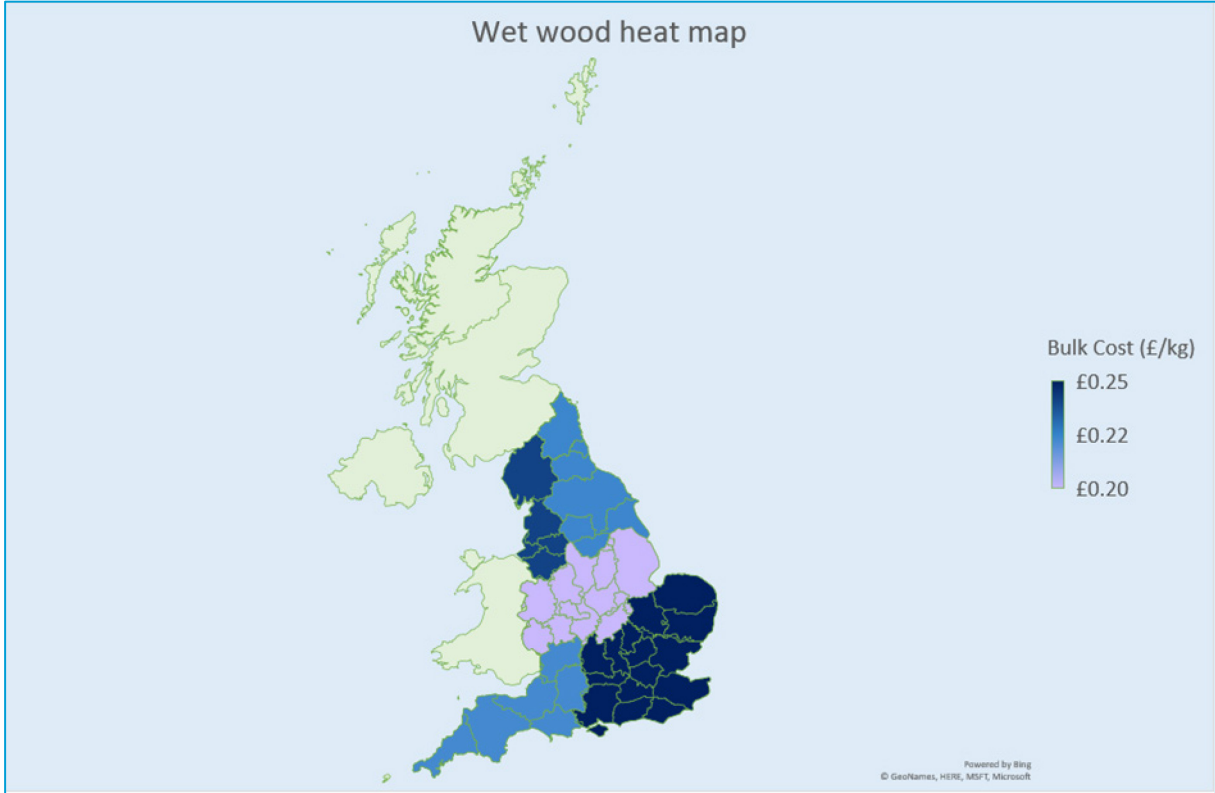 Wet wood heat map
Bulk Cost (£/kg)
£0.25
£0.22
£0.20
Powered by Bing
© GeoNames, HERE, MSFT, Microsoft